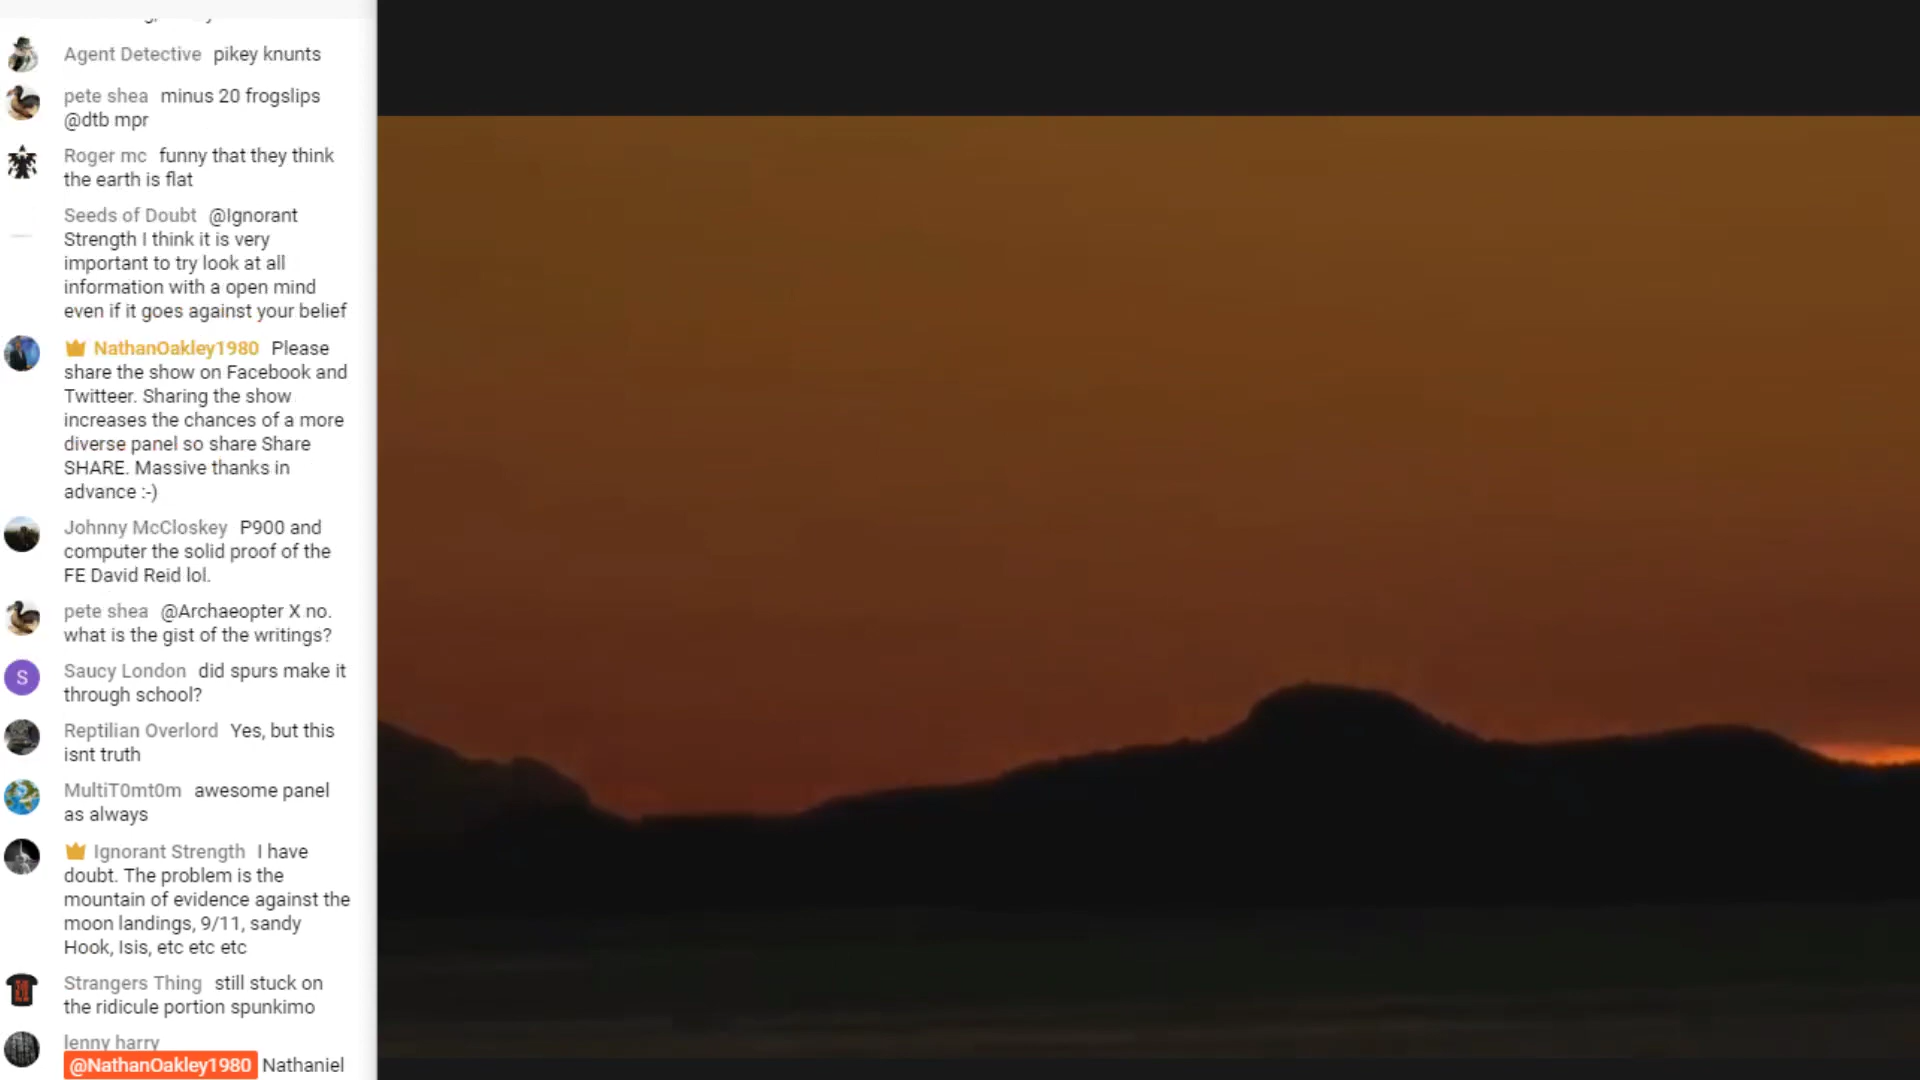 Agent Detective pikey knunts
pete shea minus 20 frogslips
@dtb mpr
Roger mc funny that they think
the earth is flat
Seeds of Doubt @Ignorant
Strength I think it is very
important to try look at all
information with a open mind
even if it goes against your belief
NathanOakley1980 Please
share the show on Facebook and
Twitteer. Sharing the show
increases the chances of a more
diverse panel so share Share
SHARE. Massive thanks in
advance :-)
Johnny McCloskey P900 and
computer the solid proof of the
FE David Reid lol.
pete shea @Archaeopter X no.
what is the gist of the writings?
S
Saucy London did spurs make it
through school?
Reptilian Overlord Yes, but this
isnt truth
MultiT0mt0m awesome panel
as always
Ignorant Strength I have
doubt. The problem is the
mountain of evidence against the
moon landings, 9/11, sandy
Hook, Isis, etc etc etc
Strangers Thing still stuck on
the ridicule portion spunkimo
lenny harry
@NathanOakley1980 Nathaniel